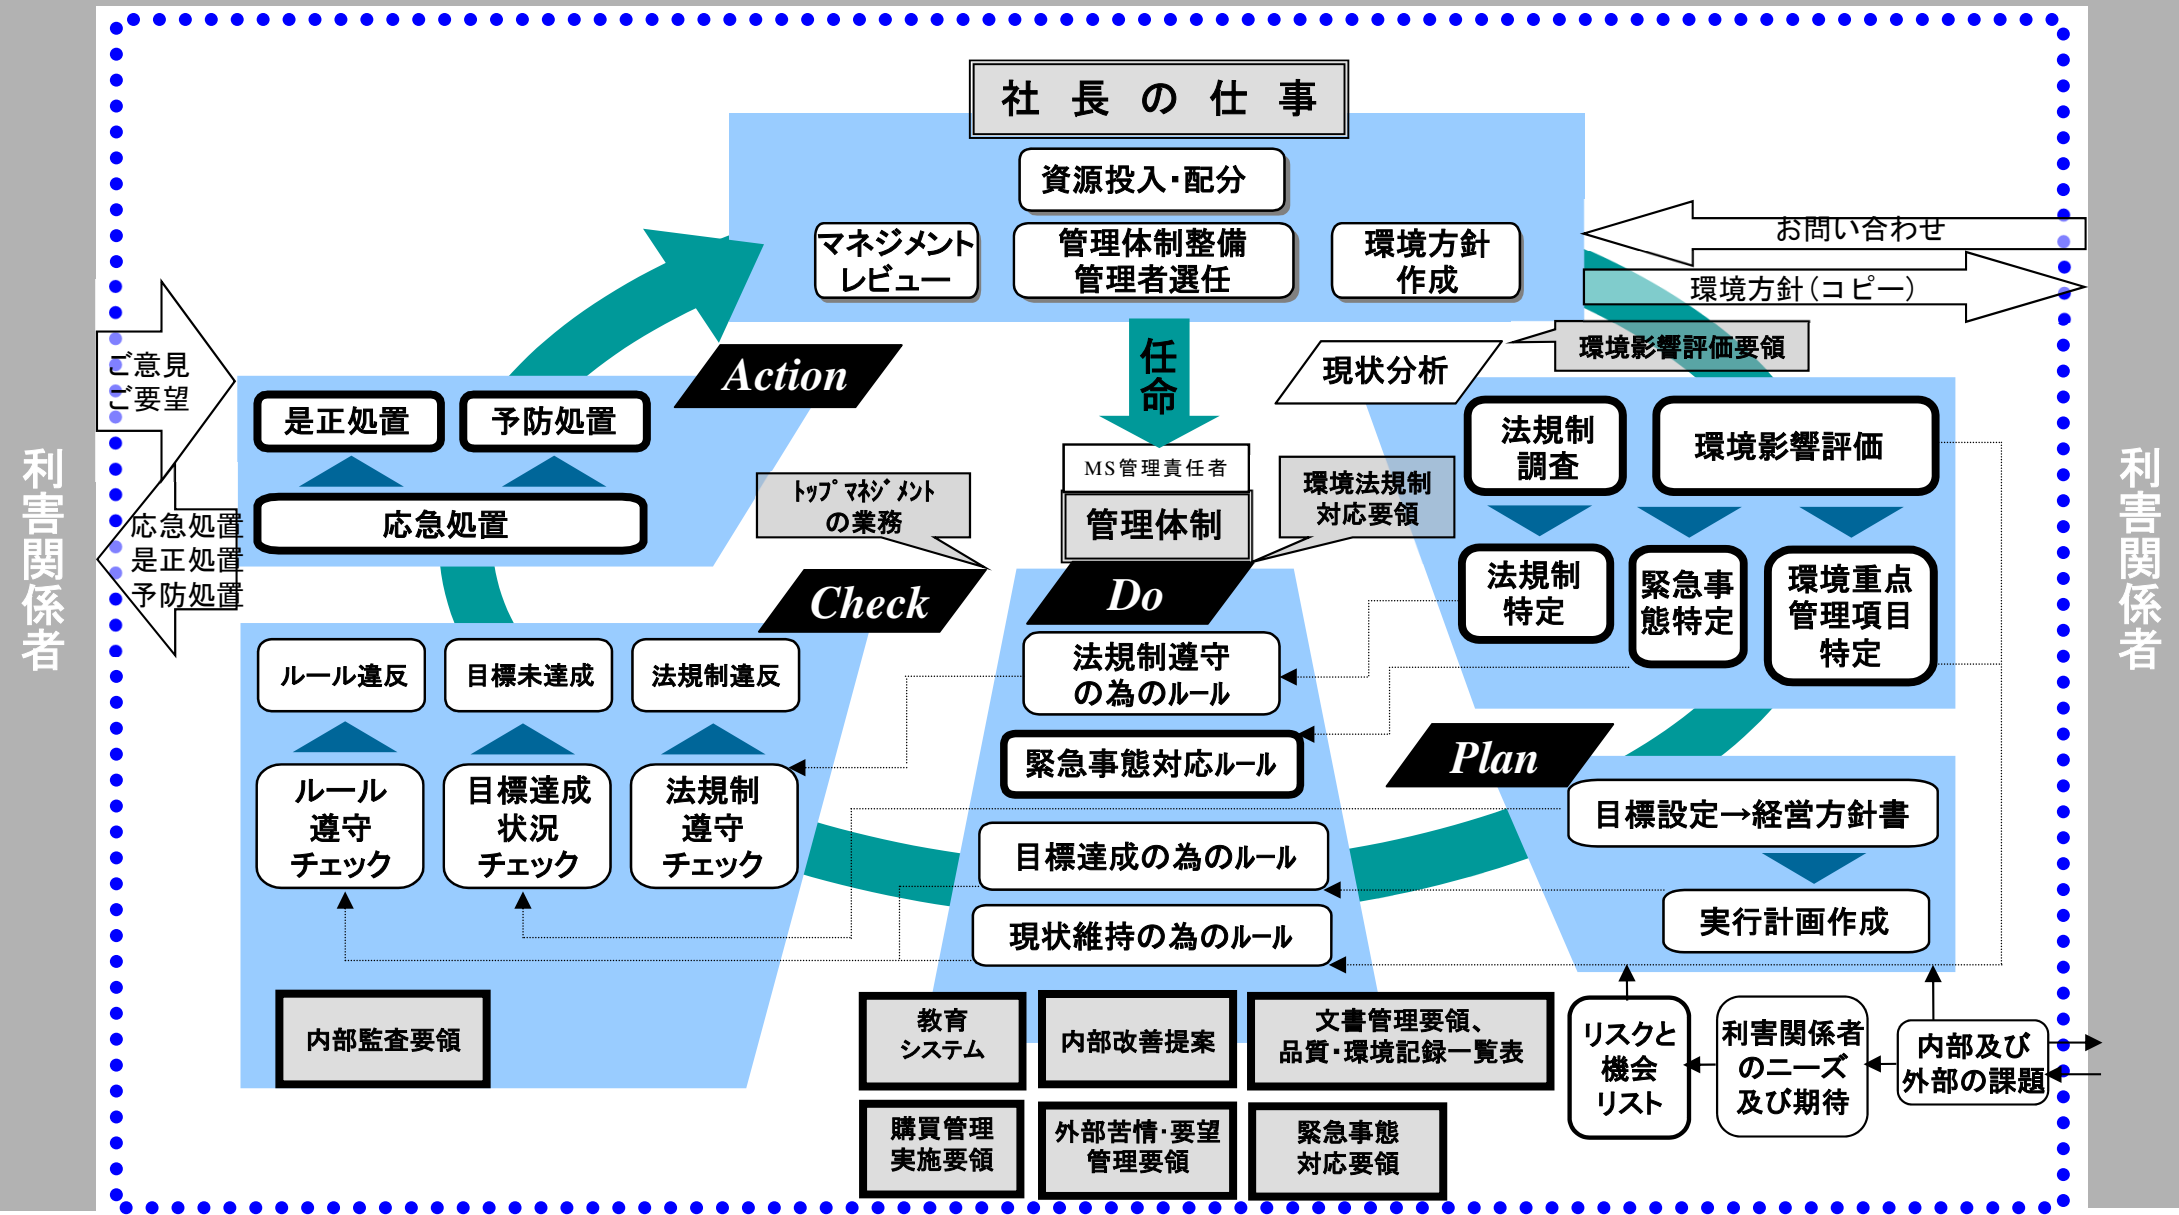 社長の仕事
資源投入・配分
マネジメント
レビュー
管理体制整備
管理者選任
環境方針
作成
お問い合わせ
環境方針（コピー）
環境影響評価要領
現状分析
任命
Action
ご意見
ご要望
是正処置
予防処置
応急処置
応急処置
是正処置
予防処置
利害関係者
利害関係者
MS管理責任者
管理体制
ﾄｯﾌﾟﾏﾈｼﾞﾒﾝﾄ
の業務
環境法規制
対応要領
法規制
調査
環境影響評価
法規制
特定
緊急事
態特定
環境重点
管理項目
特定
Check
Do
Plan
ルール違反
目標未達成
法規制違反
ルール
遵守
チェック
目標達成
状況
チェック
法規制
遵守
チェック
法規制遵守
の為のﾙｰﾙ
緊急事態対応ﾙｰﾙ
目標達成の為のﾙｰﾙ
現状維持の為のﾙｰﾙ
目標設定→経営方針書
実行計画作成
内部監査要領
教育
システム
内部改善提案
文書管理要領、
品質・環境記録一覧表
購買管理
実施要領
外部苦情･要望
管理要領
緊急事態
対応要領
リスクと
機会
リスト
利害関係者
のニーズ
及び期待
内部及び
外部の課題